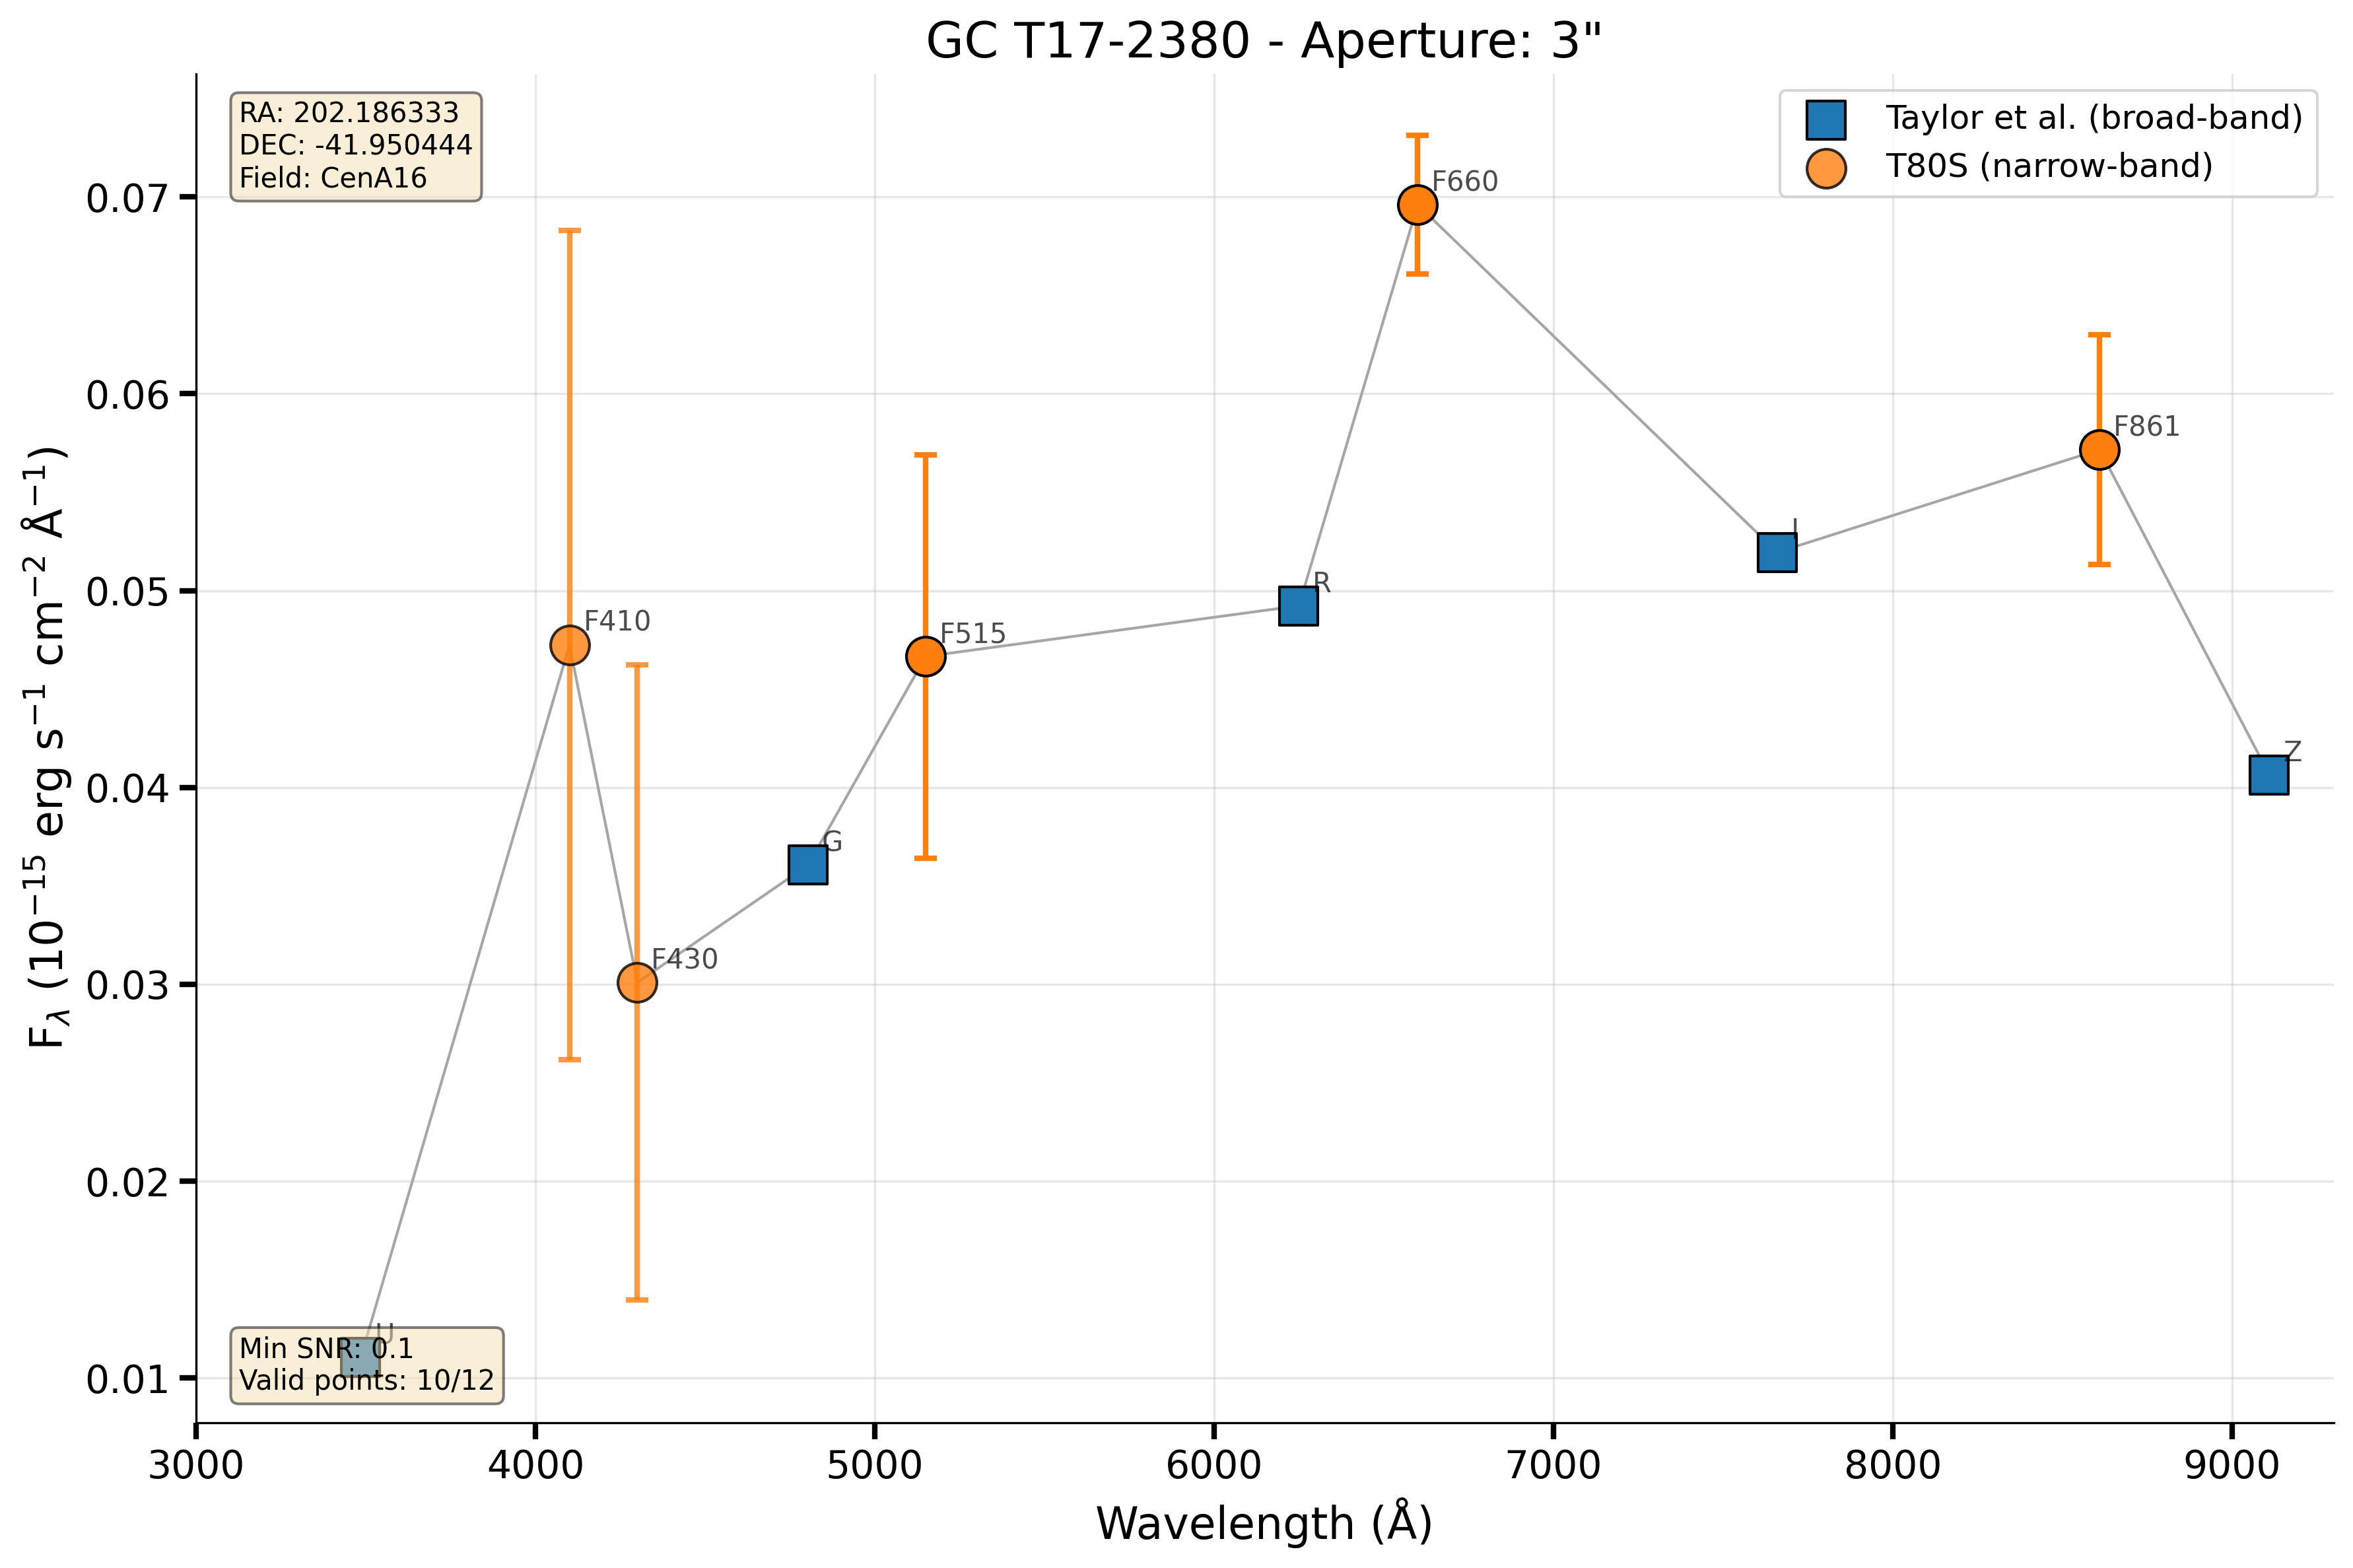 GC T17-2380 - Aperture: 3"
RA: 202.186333
DEC: -41.950444
Field: CenA16
Taylor et al. (broad-band)
T80S (narrow-band)
F660
F861
F410
F515
F430
R
I
Z
G
U
Min SNR: 0.1
Valid points: 10/12
0.07
0.06
0.05
0.04
0.03
0.02
0.01
Fλ (10⁻¹⁵ erg s⁻¹ cm⁻² Å⁻¹)
3000 4000 5000 6000 7000 8000 9000
Wavelength (Å)